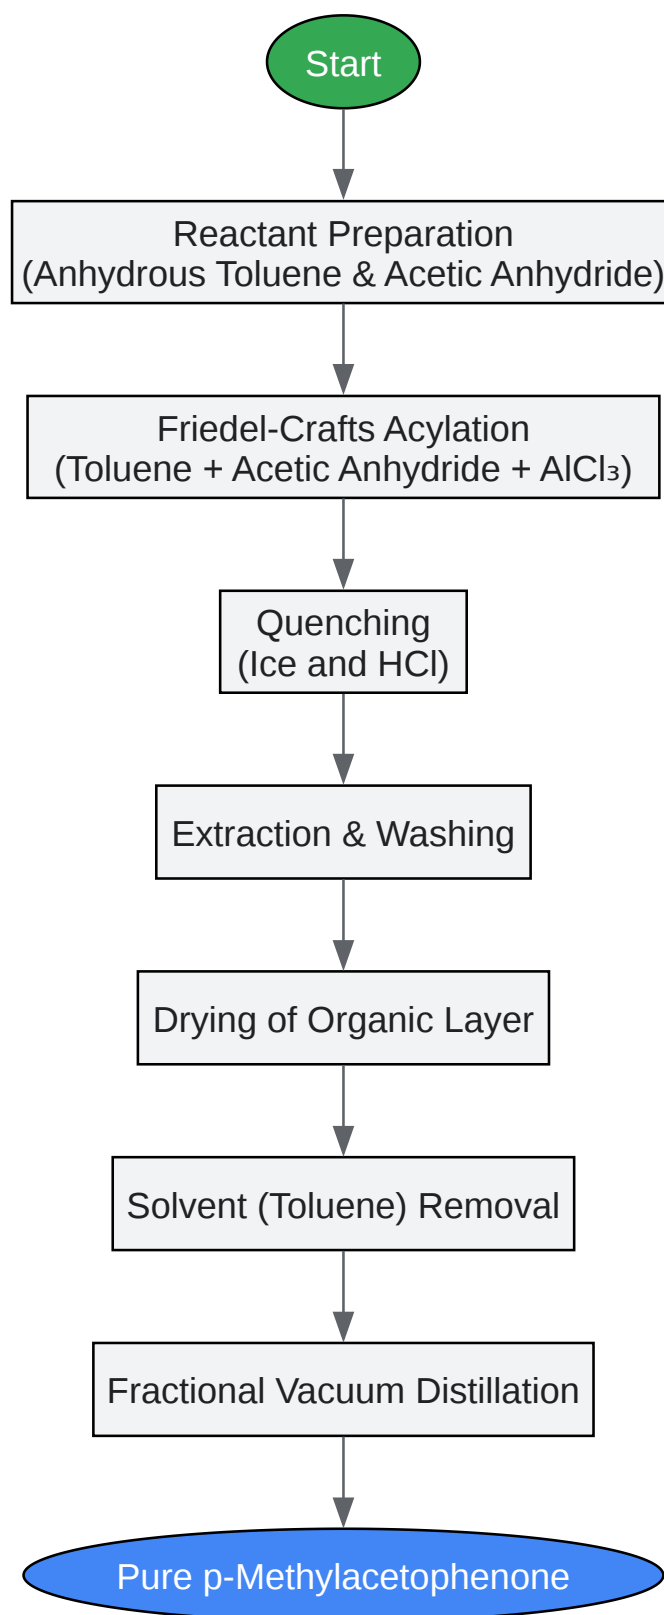 Start
Reactant Preparation
(Anhydrous Toluene & Acetic Anhydride)
Friedel-Crafts Acylation
(Toluene + Acetic Anhydride + AlCl₃)
Quenching
(Ice and HCl)
Extraction & Washing
Drying of Organic Layer
Solvent (Toluene) Removal
Fractional Vacuum Distillation
Pure p-Methylacetophenone